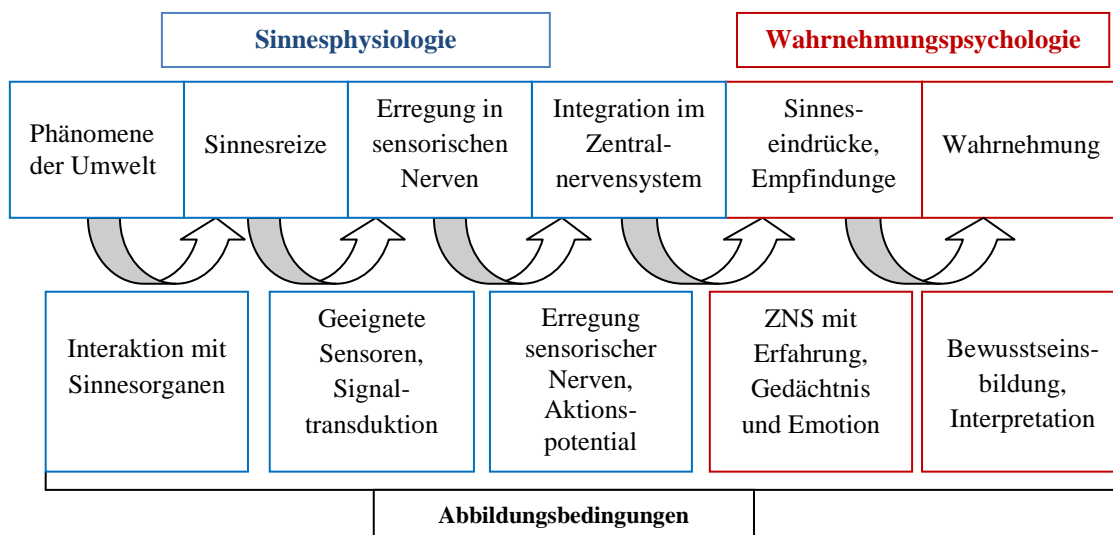 Sinnesphysiologie
Wahrnehmungspsychologie
Phänomene
der Umwelt
Sinnesreize
Erregung in
sensorischen
Nerven
Integration im
Zentral-
nervensystem
Sinnes-
eindrücke,
Empfindunge
Wahrnehmung
Interaktion mit
Sinnesorganen
Geeignete
Sensoren,
Signal-
transduktion
Erregung
sensorischer
Nerven,
Aktions-
potential
ZNS mit
Erfahrung,
Gedächtnis
und Emotion
Bewusstseins-
bildung,
Interpretation
Abbildungsbedingungen